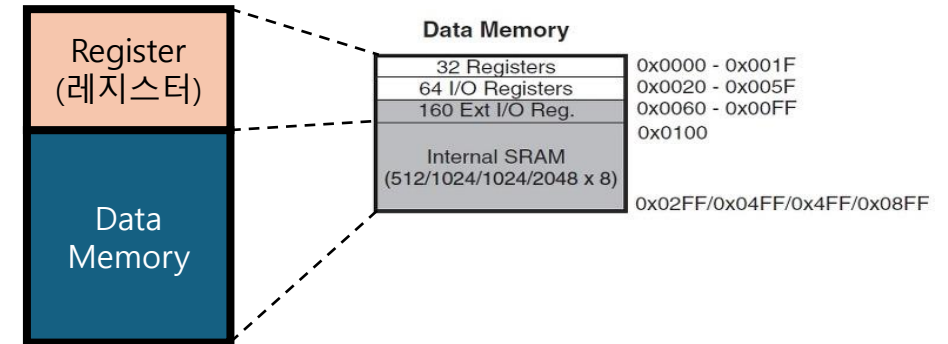 Register
(레지스터)
Data
Memory
Data Memory
32 Registers
0x0000 - 0x001F
64 I/O Registers
0x0020 - 0x005F
160 Ext I/O Reg.
0x0060 - 0x00FF
0x0100
Internal SRAM
(512/1024/1024/2048 x 8)
0x02FF/0x04FF/0x4FF/0x08FF